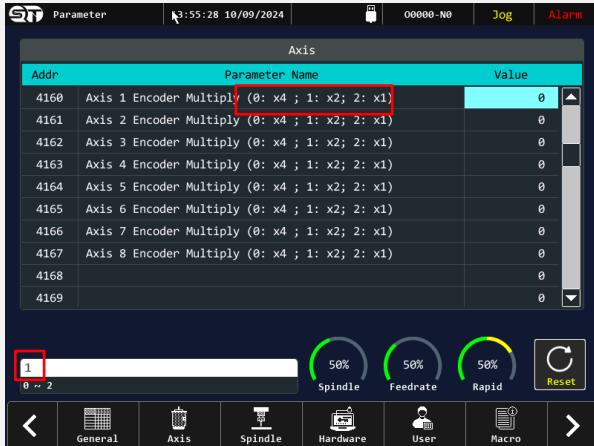 ST Parameter 13:55:28 10/09/2024 O0000-N0 Jog Alarm
Axis
Addr Parameter Name Value
4160 Axis 1 Encoder Multiply (0: x4 ; 1: x2; 2: x1) 0
4161 Axis 2 Encoder Multiply (0: x4 ; 1: x2; 2: x1) 0
4162 Axis 3 Encoder Multiply (0: x4 ; 1: x2; 2: x1) 0
4163 Axis 4 Encoder Multiply (0: x4 ; 1: x2; 2: x1) 0
4164 Axis 5 Encoder Multiply (0: x4 ; 1: x2; 2: x1) 0
4165 Axis 6 Encoder Multiply (0: x4 ; 1: x2; 2: x1) 0
4166 Axis 7 Encoder Multiply (0: x4 ; 1: x2; 2: x1) 0
4167 Axis 8 Encoder Multiply (0: x4 ; 1: x2; 2: x1) 0
4168 0
4169 0
1
0 ~ 2
50% 50% 50%
Spindle Feedrate Rapid Reset
General Axis Spindle Hardware User Macro